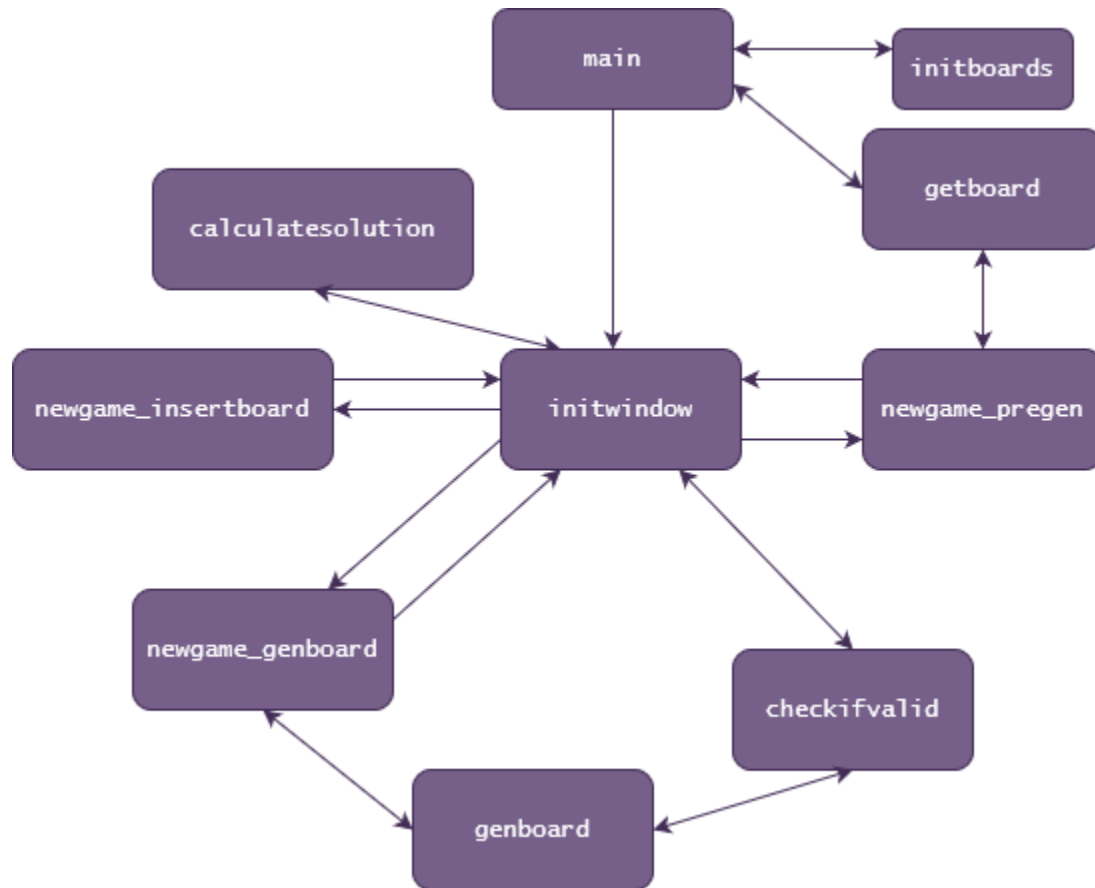 main
initboards
getboard
calculatesolution
newgame_insertboard
initwindow
newgame_pregen
newgame_genboard
checkifvalid
genboard